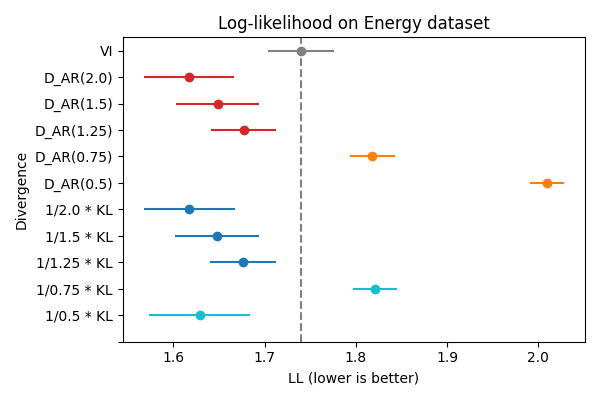 Log-likelihood on Energy dataset
VI
D_AR(2.0)
D_AR(1.5)
D_AR(1.25)
D_AR(0.75)
D_AR(0.5)
1/2.0 * KL
1/1.5 * KL
1/1.25 * KL
1/0.75 * KL
1/0.5 * KL
Divergence
1.6 1.7 1.8 1.9 2.0
LL (lower is better)